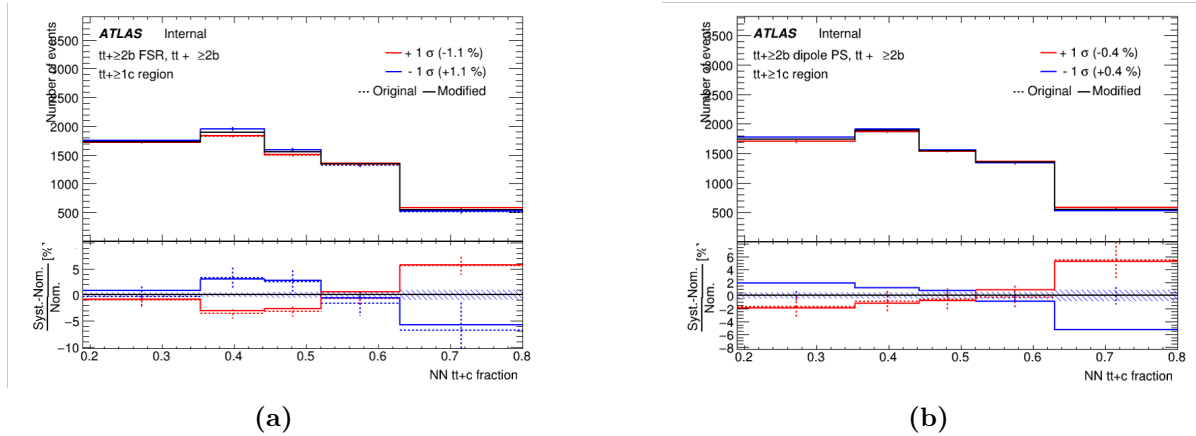 ATLAS Internal
tt+≥2b FSR, tt + ≥2b
tt+≥1c region
+ 1 σ (-1.1 %)
- 1 σ (+1.1 %)
Original Modified
Number of events
3500
3000
2500
2000
1500
1000
500
Syst.-Nom.
Nom.
[%]
5
0
−5
−10
0.2 0.3 0.4 0.5 0.6 0.7 0.8
NN tt+c fraction
(a)
ATLAS Internal
tt+≥2b dipole PS, tt + ≥2b
tt+≥1c region
+ 1 σ (-0.4 %)
- 1 σ (+0.4 %)
Original Modified
Number of events
3500
3000
2500
2000
1500
1000
500
Syst.-Nom.
Nom.
[%]
6
4
2
0
−2
−4
−6
−8
0.2 0.3 0.4 0.5 0.6 0.7 0.8
NN tt+c fraction
(b)